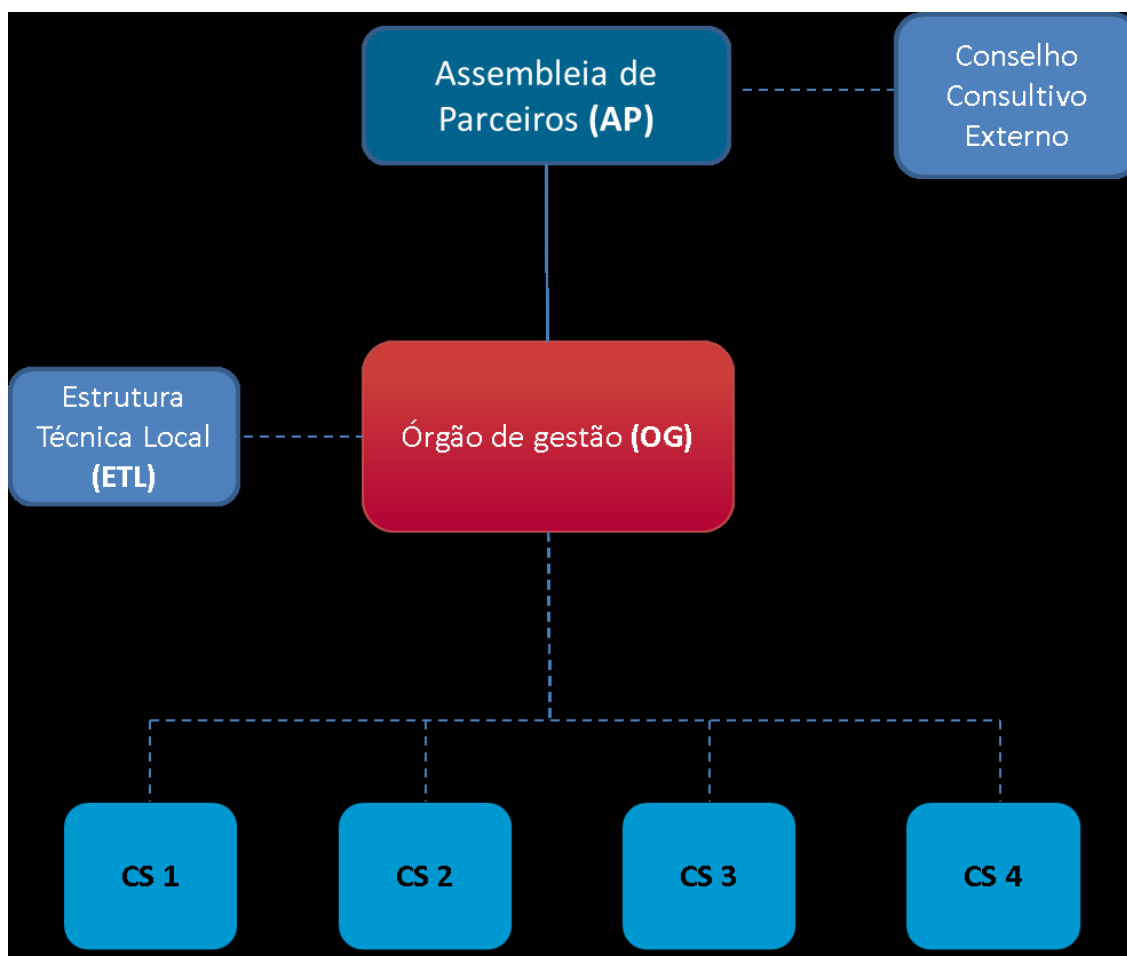 Assembleia de
Parceiros (AP)
Conselho
Consultivo
Externo
Estrutura
Técnica Local
(ETL)
Órgão de gestão (OG)
CS 1
CS 2
CS 3
CS 4